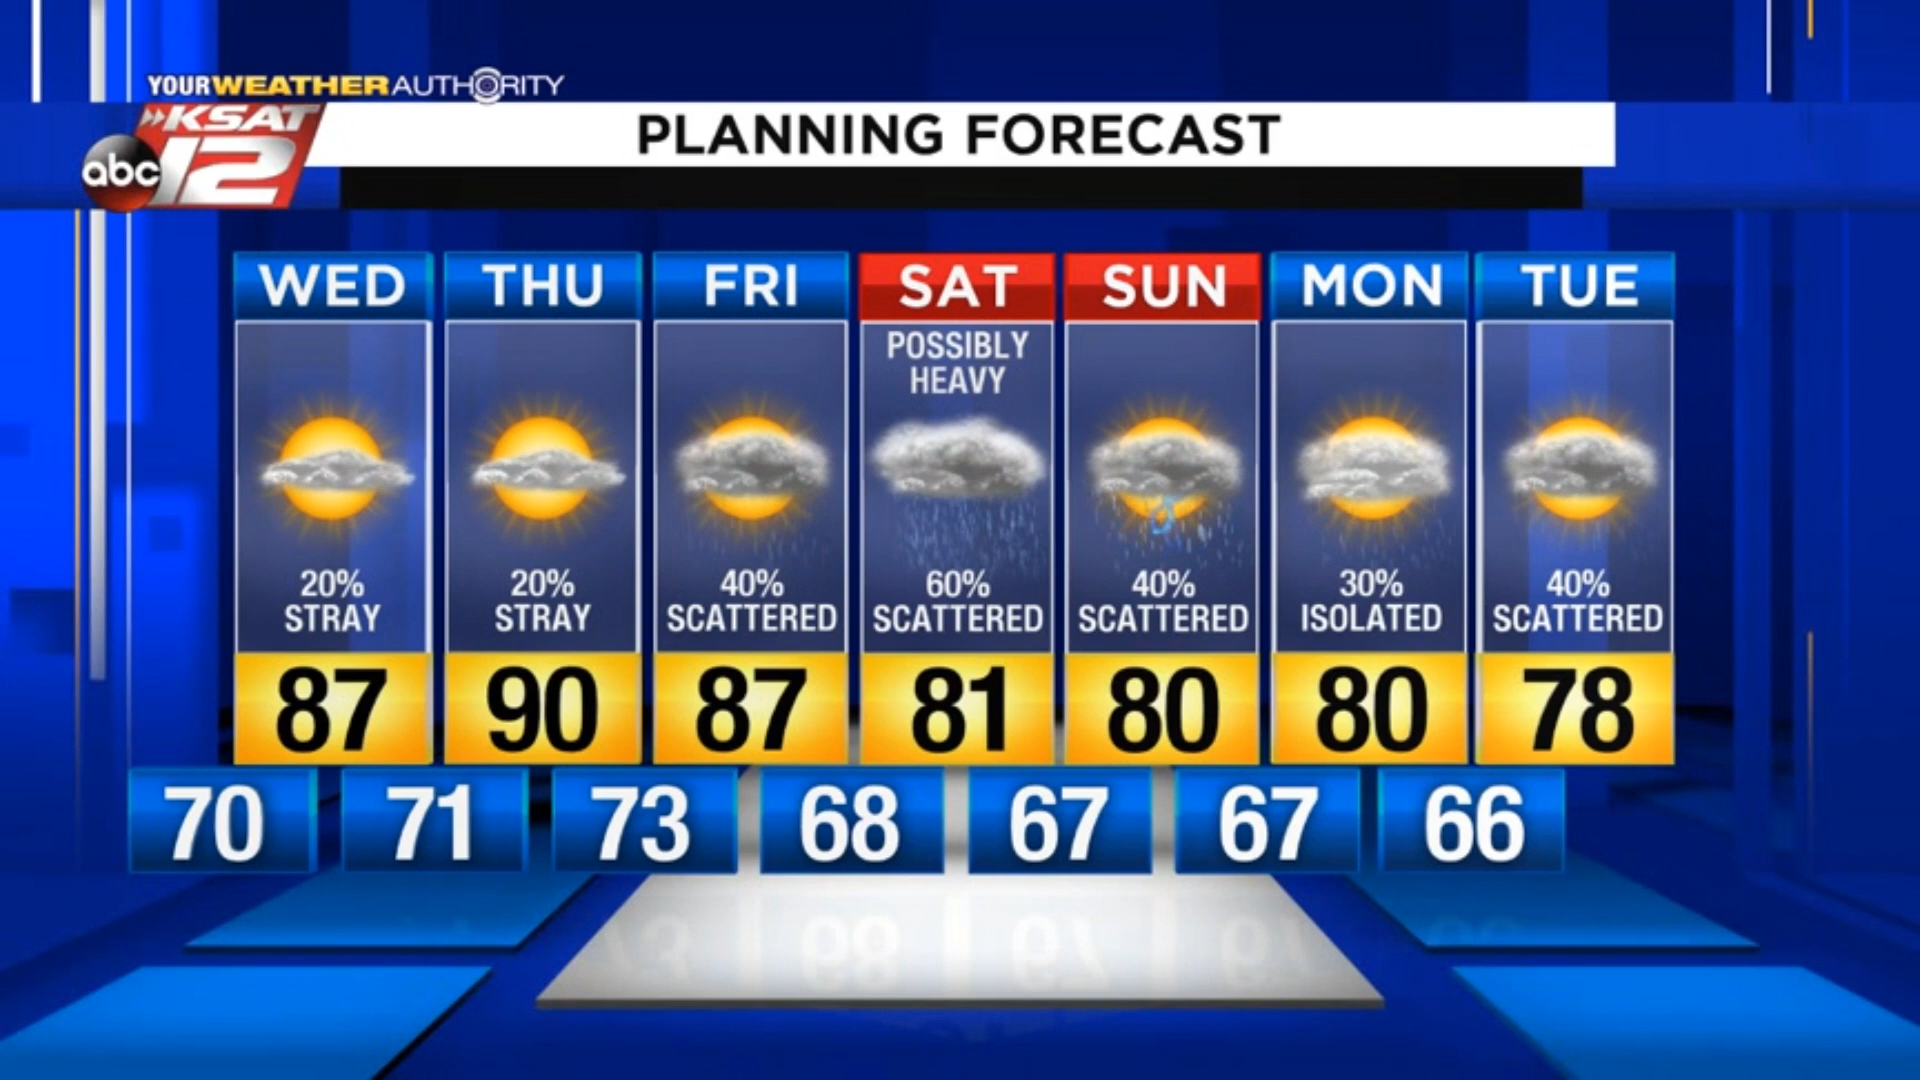 YOURWEATHERAUTHORITY
KSAT
abc 12
PLANNING FORECAST
WED THU FRI SAT SUN MON TUE
POSSIBLY
HEAVY
20% 20% 40% 60% 40% 30% 40%
STRAY STRAY SCATTERED SCATTERED SCATTERED ISOLATED SCATTERED
87 90 87 81 80 80 78
70 71 73 68 67 67 66